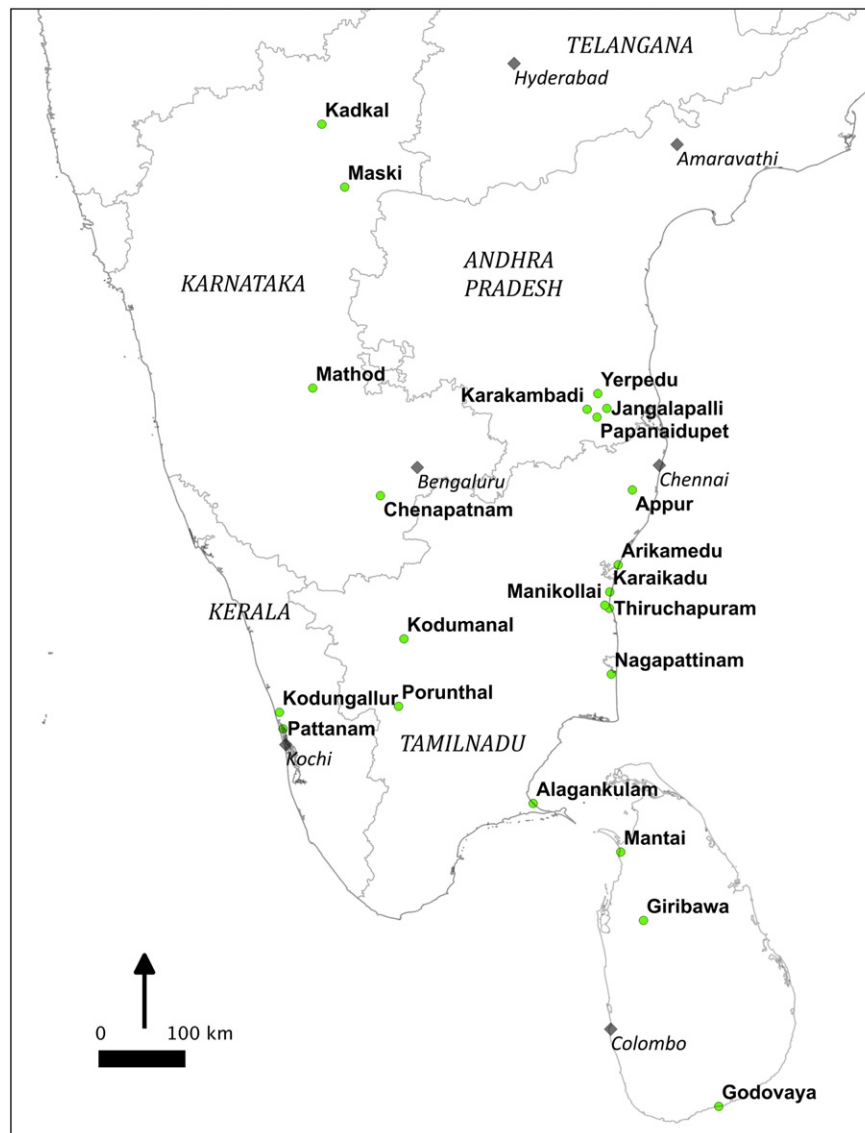 TELANGANA
Hyderabad
Kadkal
Amaravathi
Maski
ANDHRA
PRADESH
KARNATAKA
Mathod
Yerpedu
Karakambadi
Jangalapalli
Papanaidupet
Bengaluru
Chennai
Chenapatnam
Appur
Arikamedu
Karaikadu
Manikollai
Thiruchapuram
KERALA
Kodumanal
Nagapattinam
Kodungallur
Porunthal
Pattanam
TAMILNADU
Kochi
Alagankulam
Mantai
Giribawa
0 100 km
Colombo
Godovaya